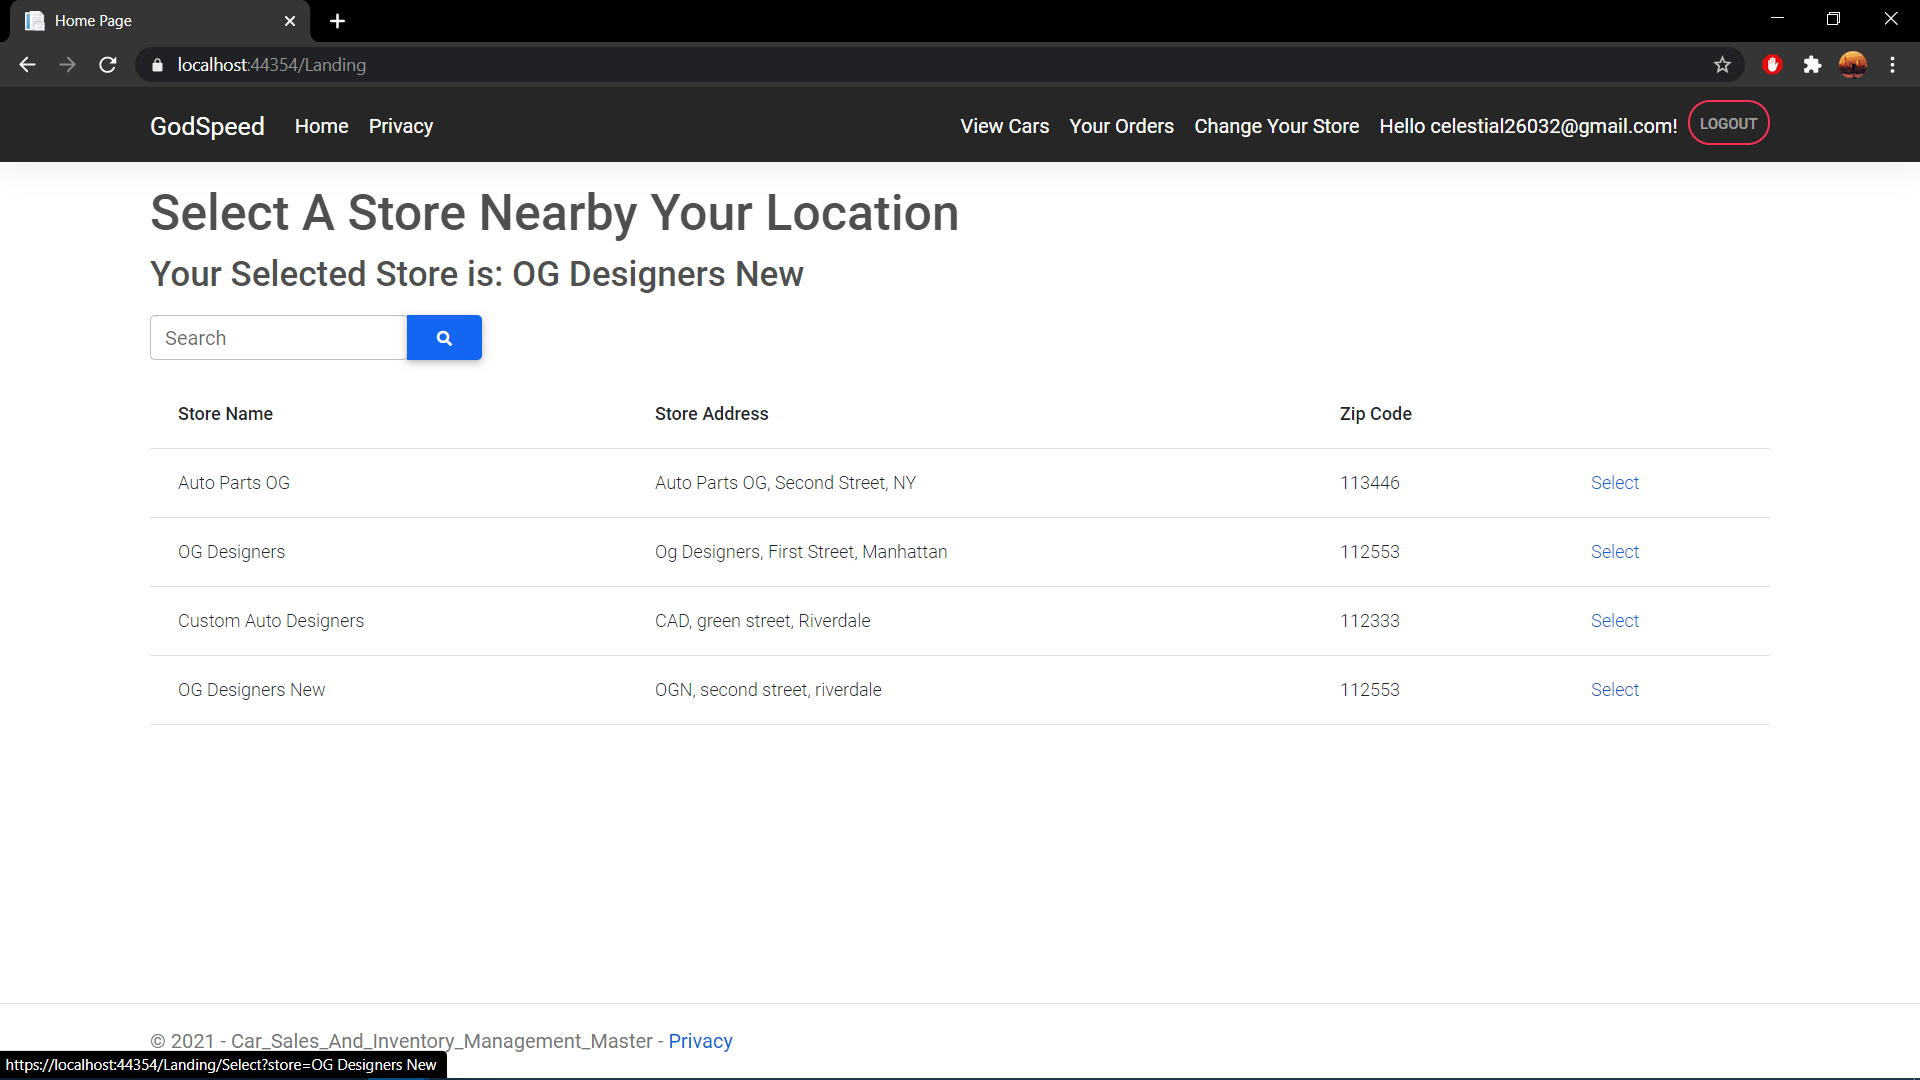 Home Page
localhost:44354/Landing
GodSpeed Home Privacy View Cars Your Orders Change Your Store Hello celestial26032@gmail.com! LOGOUT
Select A Store Nearby Your Location
Your Selected Store is: OG Designers New
Search
Store Name Store Address Zip Code
Auto Parts OG Auto Parts OG, Second Street, NY 113446 Select
OG Designers Og Designers, First Street, Manhattan 112553 Select
Custom Auto Designers CAD, green street, Riverdale 112333 Select
OG Designers New OGN, second street, riverdale 112553 Select
© 2021 - Car_Sales_And_Inventory_Management_Master - Privacy
https://localhost:44354/Landing/Select?store=OG Designers New